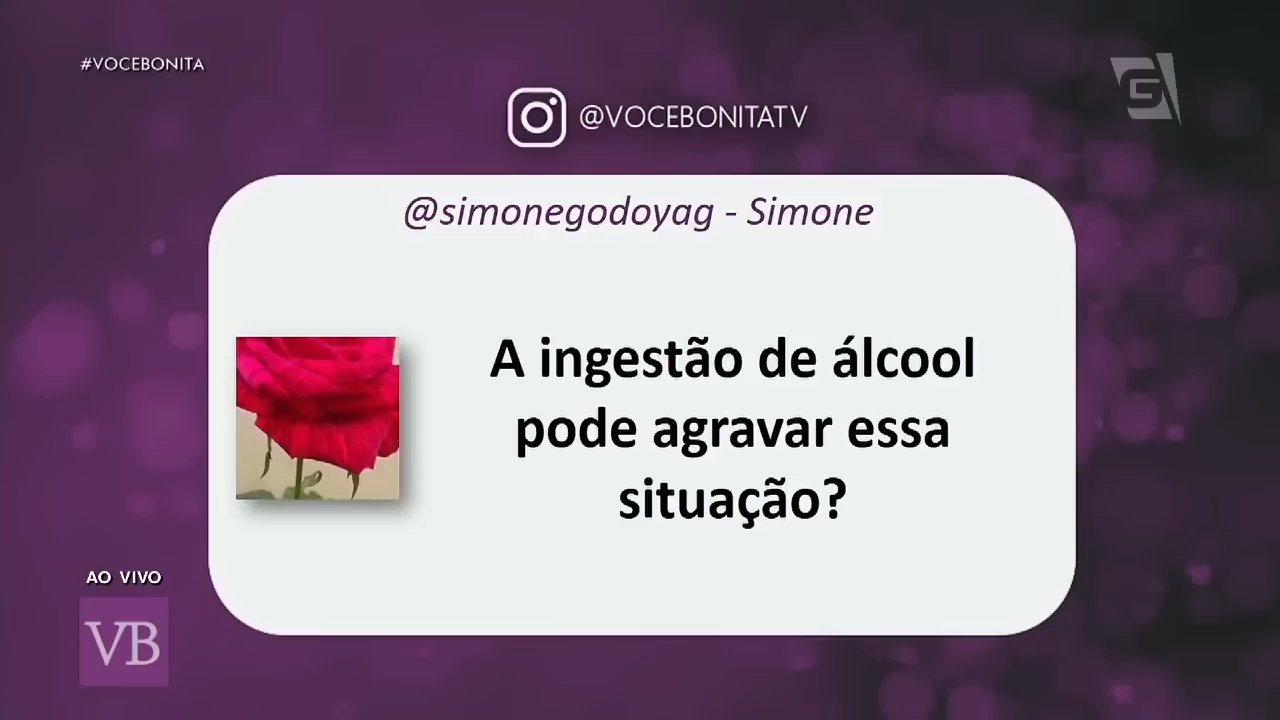 #VOCEBONITA
@VOCEBONITATV
@simonegodoyag - Simone
A ingestão de álcool
pode agravar essa
situação?
AO VIVO
VB